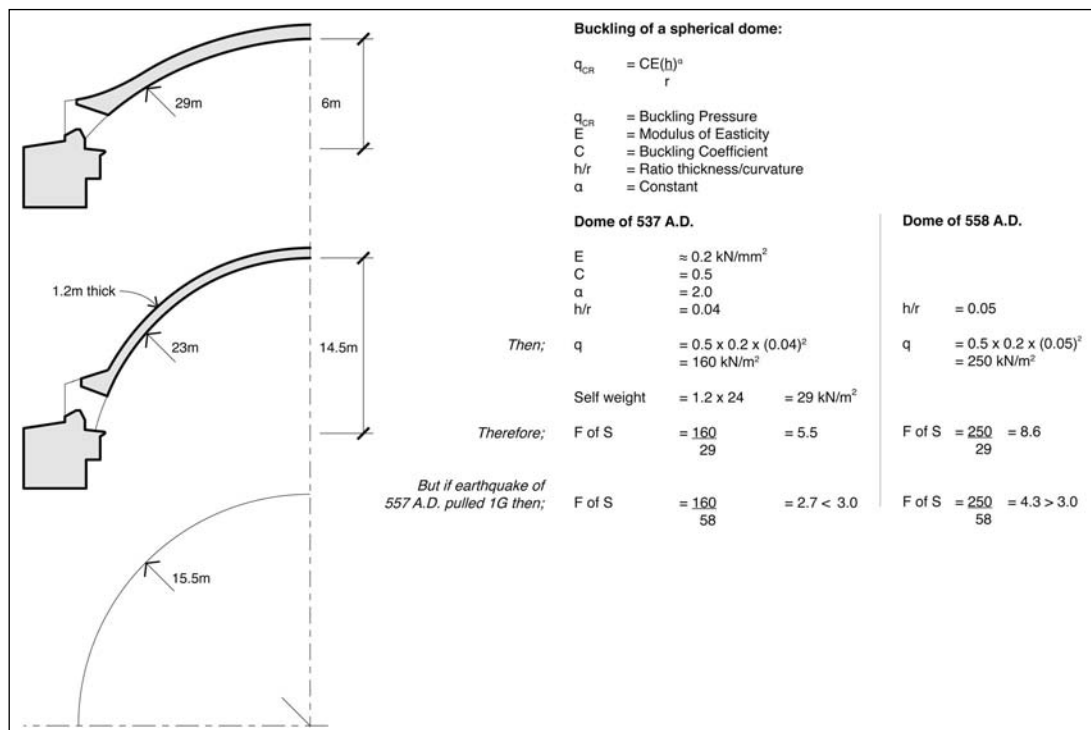 29m
6m
1.2m thick
23m
14.5m
15.5m
Buckling of a spherical dome:
q_CR = CE(h)^α
r
q_CR = Buckling Pressure
E = Modulus of Easticity
C = Buckling Coefficient
h/r = Ratio thickness/curvature
α = Constant
Dome of 537 A.D. Dome of 558 A.D.
E ≈ 0.2 kN/mm²
C = 0.5
α = 2.0
h/r = 0.04 h/r = 0.05
Then; q = 0.5 x 0.2 x (0.04)² q = 0.5 x 0.2 x (0.05)²
= 160 kN/m² = 250 kN/m²
Self weight = 1.2 x 24 = 29 kN/m²
Therefore; F of S = 160 = 5.5 F of S = 250 = 8.6
29 29
But if earthquake of
557 A.D. pulled 1G then; F of S = 160 = 2.7 < 3.0 F of S = 250 = 4.3 > 3.0
58 58